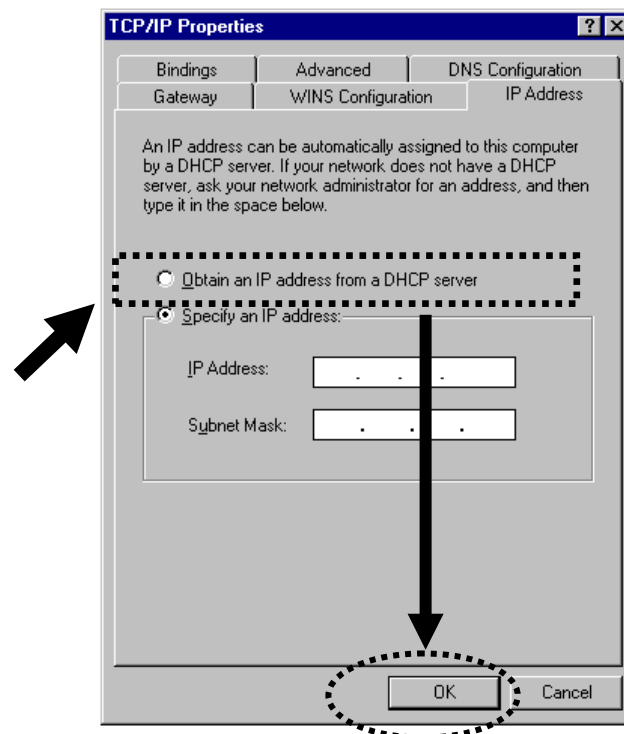 TCP/IP Properties
Bindings Advanced DNS Configuration
Gateway WINS Configuration IP Address
An IP address can be automatically assigned to this computer
by a DHCP server. If your network does not have a DHCP
server, ask your network administrator for an address, and then
type it in the space below.
Obtain an IP address from a DHCP server
Specify an IP address:
IP Address:
Subnet Mask:
OK Cancel